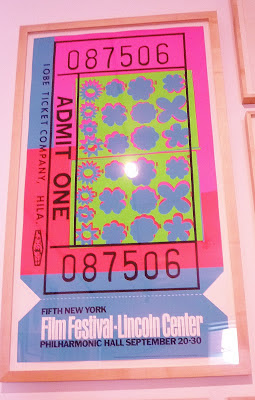 087506
IOBE TICKET COMPANY, HILA.
ADMIT ONE
087506
FIFTH NEW YORK
Film Festival-Lincoln Center
PHILHARMONIC HALL SEPTEMBER 20-30